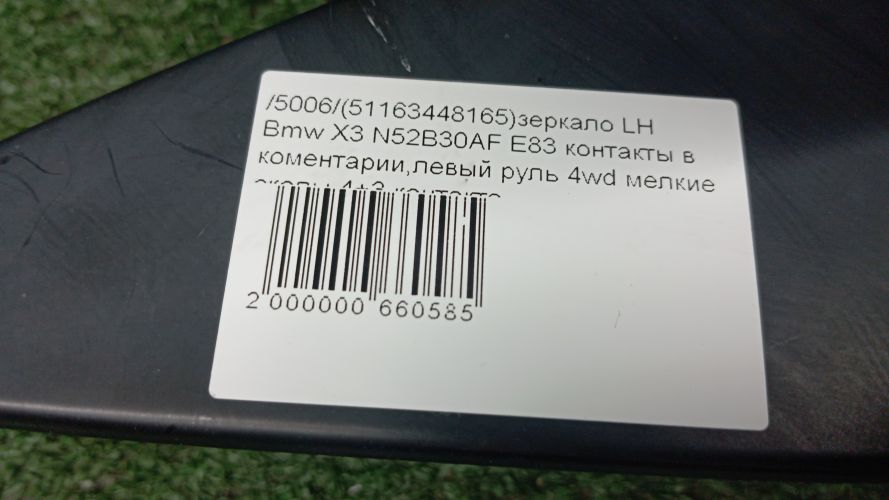 /5006/(51163448165)зеркало LH
Bmw X3 N52B30AF E83 контакты в
коментарии,левый руль 4wd мелкие
2 000000 660585